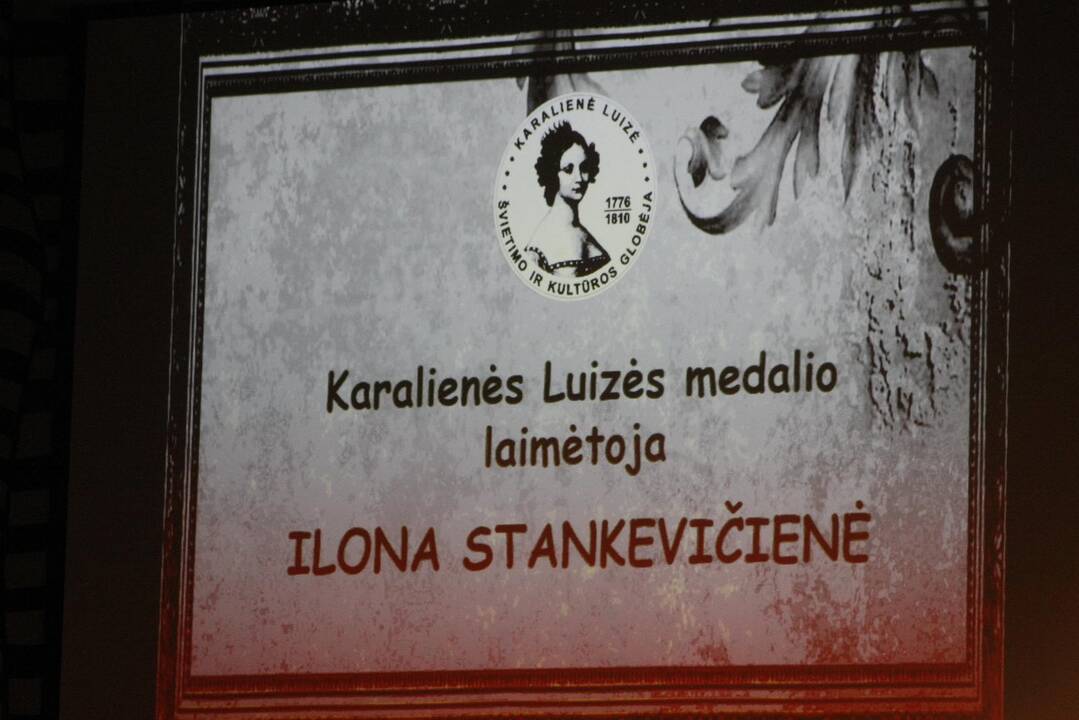 KARALIENĖ LUIZĖ
1776
1810
ŠVIETIMO IR KULTŪROS GLOBĖJA
Karalienės Luizės medalio
laimėtoja
ILONA STANKEVIČIENĖ